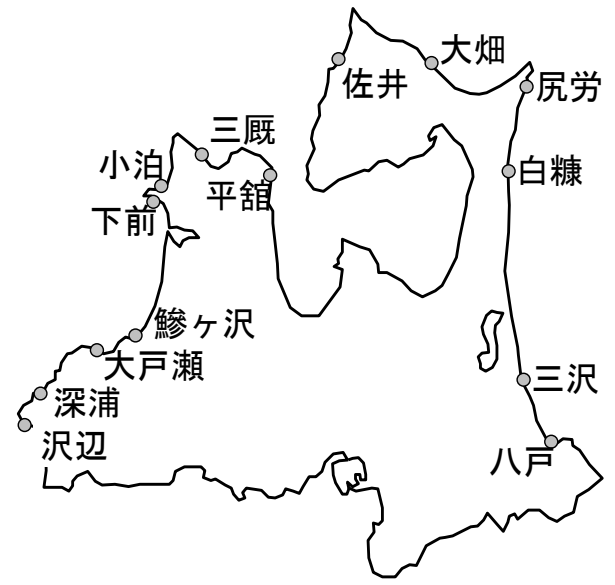 大畑
佐井
尻労
三厩
小泊
平舘
白糠
下前
鰺ヶ沢
大戸瀬
三沢
深浦
沢辺
八戸